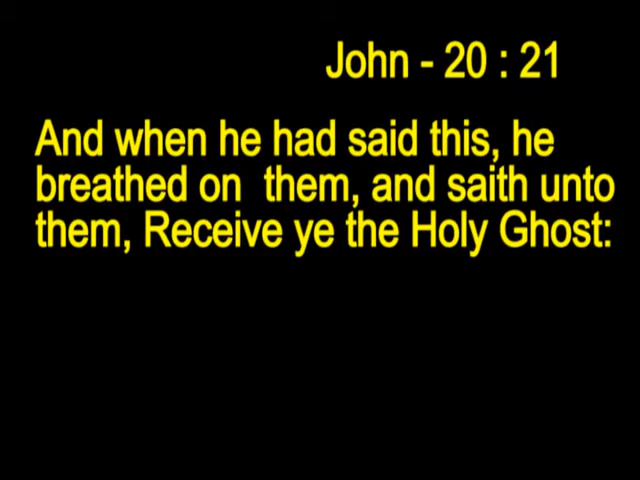 John - 20 : 21
And when he had said this, he
breathed on  them, and saith unto
them, Receive ye the Holy Ghost: